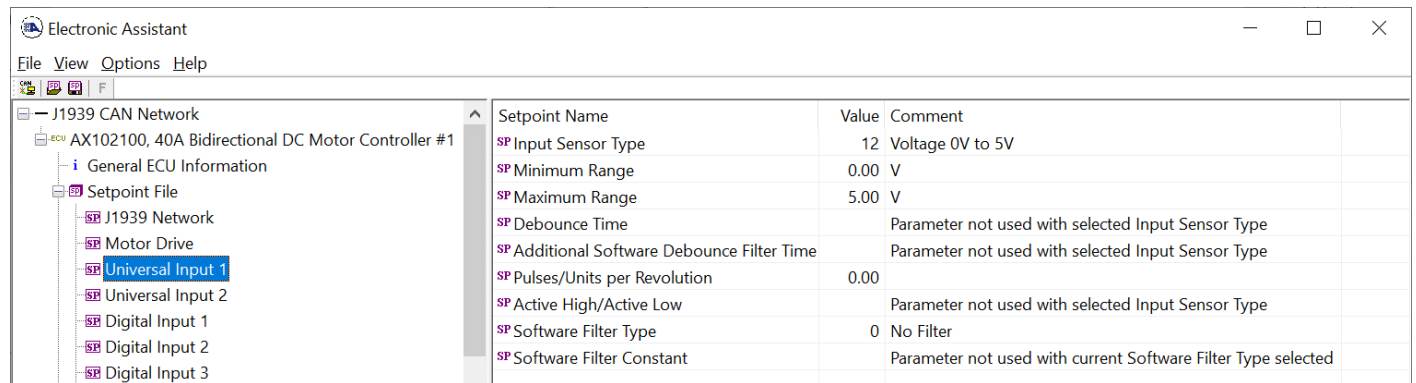 Electronic Assistant
File View Options Help
CAN SP SP F
J1939 CAN Network
ECU AX102100, 40A Bidirectional DC Motor Controller #1
i General ECU Information
SP Setpoint File
SP J1939 Network
SP Motor Drive
SP Universal Input 1
SP Universal Input 2
SP Digital Input 1
SP Digital Input 2
SP Digital Input 3
Setpoint Name Value Comment
SP Input Sensor Type 12 Voltage 0V to 5V
SP Minimum Range 0.00 V
SP Maximum Range 5.00 V
SP Debounce Time Parameter not used with selected Input Sensor Type
SP Additional Software Debounce Filter Time Parameter not used with selected Input Sensor Type
SP Pulses/Units per Revolution 0.00
SP Active High/Active Low Parameter not used with selected Input Sensor Type
SP Software Filter Type 0 No Filter
SP Software Filter Constant Parameter not used with current Software Filter Type selected